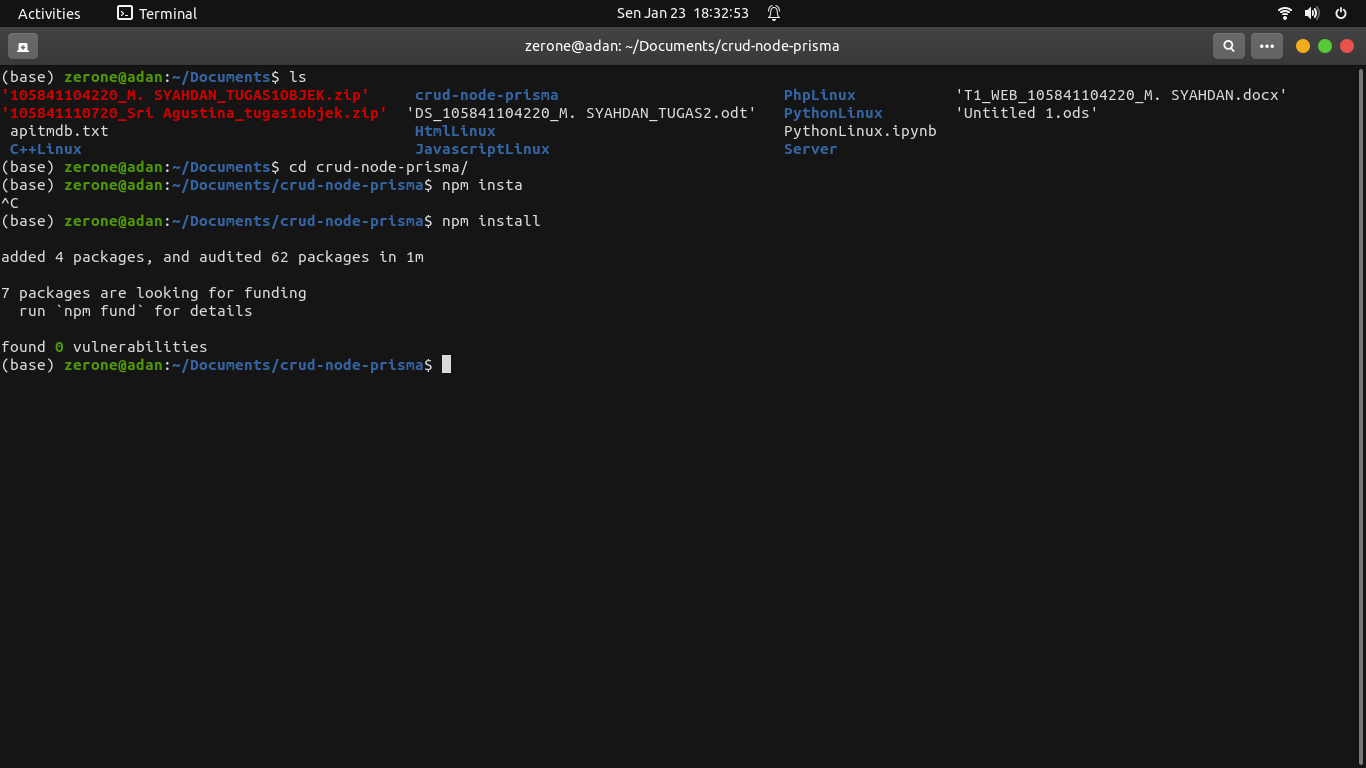 Activities Terminal Sen Jan 23 18:32:53
zerone@adan: ~/Documents/crud-node-prisma
(base) zerone@adan:~/Documents$ ls
'105841104220_M. SYAHDAN_TUGAS1OBJEK.zip' crud-node-prisma PhpLinux 'T1_WEB_105841104220_M. SYAHDAN.docx'
'105841110720_Sri Agustina_tugas1objek.zip' 'DS_105841104220_M. SYAHDAN_TUGAS2.odt' PythonLinux 'Untitled 1.ods'
apitmdb.txt HtmlLinux PythonLinux.ipynb
C++Linux JavascriptLinux Server
(base) zerone@adan:~/Documents$ cd crud-node-prisma/
(base) zerone@adan:~/Documents/crud-node-prisma$ npm insta
^C
(base) zerone@adan:~/Documents/crud-node-prisma$ npm install
added 4 packages, and audited 62 packages in 1m
7 packages are looking for funding
run `npm fund` for details
found 0 vulnerabilities
(base) zerone@adan:~/Documents/crud-node-prisma$